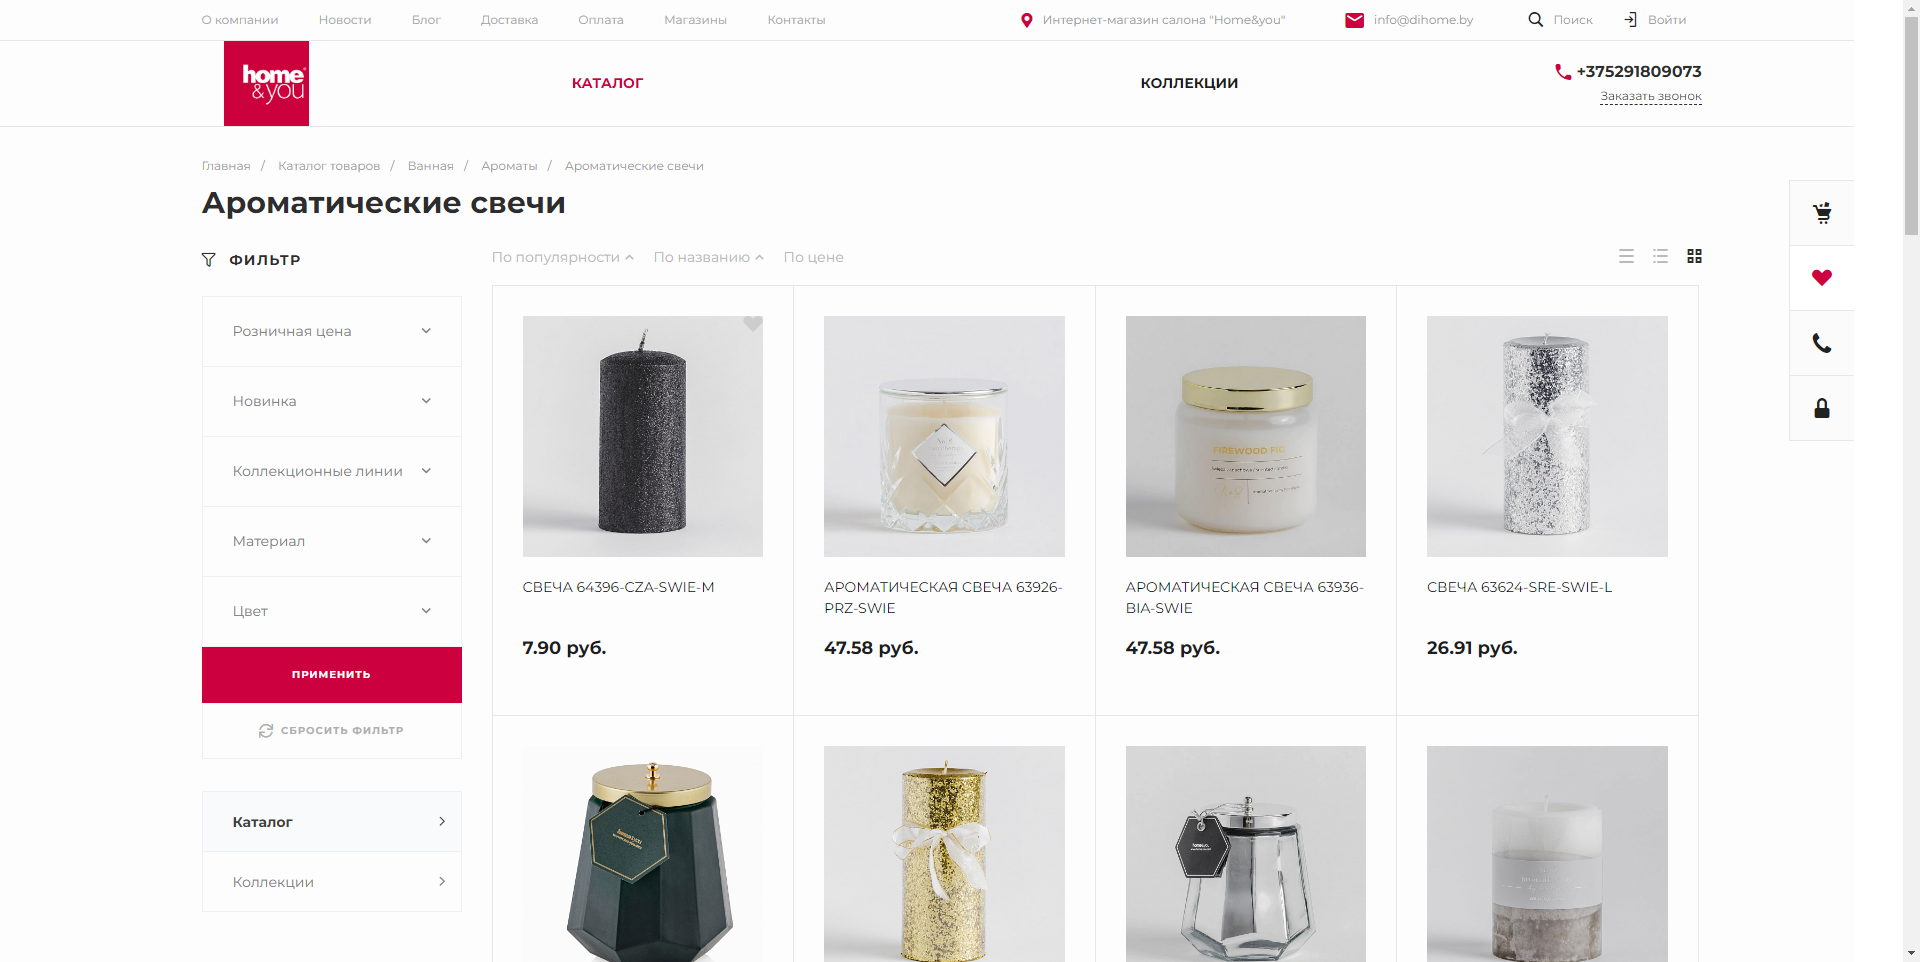 О компании
Новости
Блог
Доставка
Оплата
Магазины
Контакты
Интернет-магазин салона "Home&you"
info@dihome.by
Поиск
Войти
home
&you
КАТАЛОГ
КОЛЛЕКЦИИ
+375291809073
Заказать звонок
Главная / Каталог товаров / Ванная / Ароматы / Ароматические свечи
Ароматические свечи
ФИЛЬТР
По популярности
По названию
По цене
Розничная цена
Новинка
Коллекционные линии
Материал
Цвет
ПРИМЕНИТЬ
СБРОСИТЬ ФИЛЬТР
Каталог
Коллекции
FIREWOOD FIG
СВЕЧА 64396-CZA-SWIE-M
7.90 руб.
АРОМАТИЧЕСКАЯ СВЕЧА 63926-
PRZ-SWIE
47.58 руб.
АРОМАТИЧЕСКАЯ СВЕЧА 63936-
BIA-SWIE
47.58 руб.
СВЕЧА 63624-SRE-SWIE-L
26.91 руб.